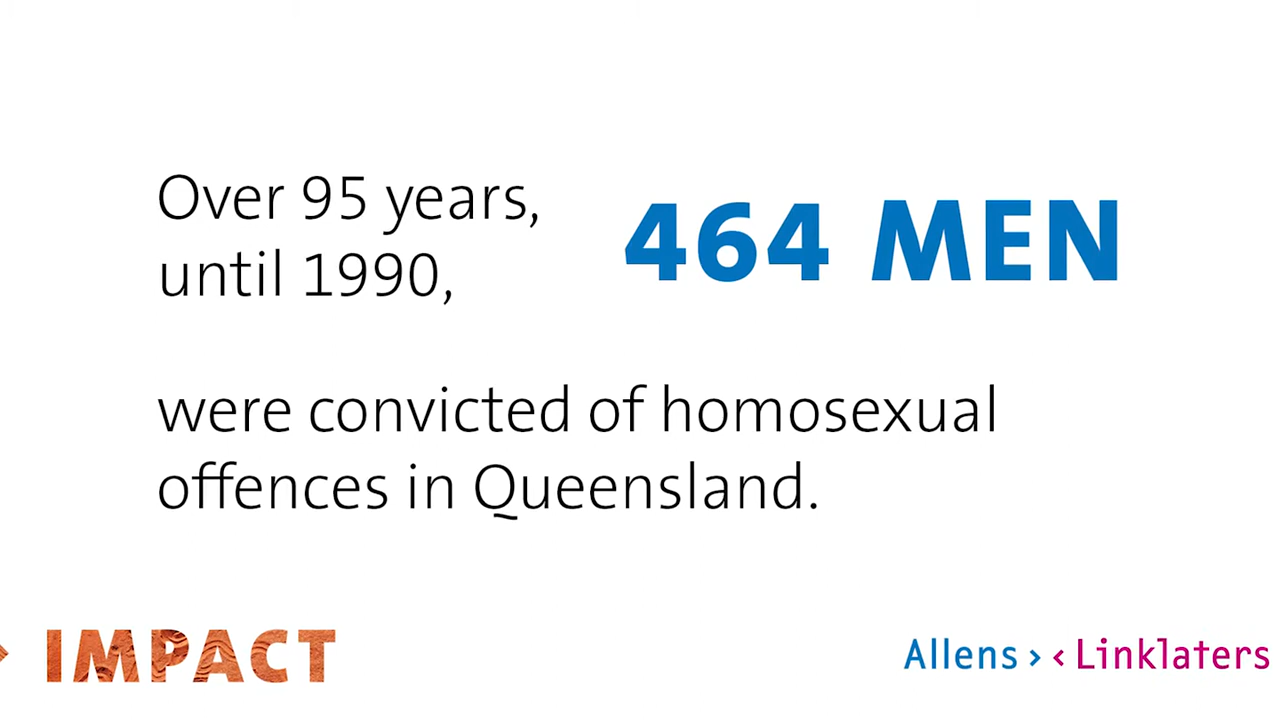 Over 95 years,
until 1990,
464 MEN
were convicted of homosexual
offences in Queensland.
IMPACT
Allens > < Linklaters